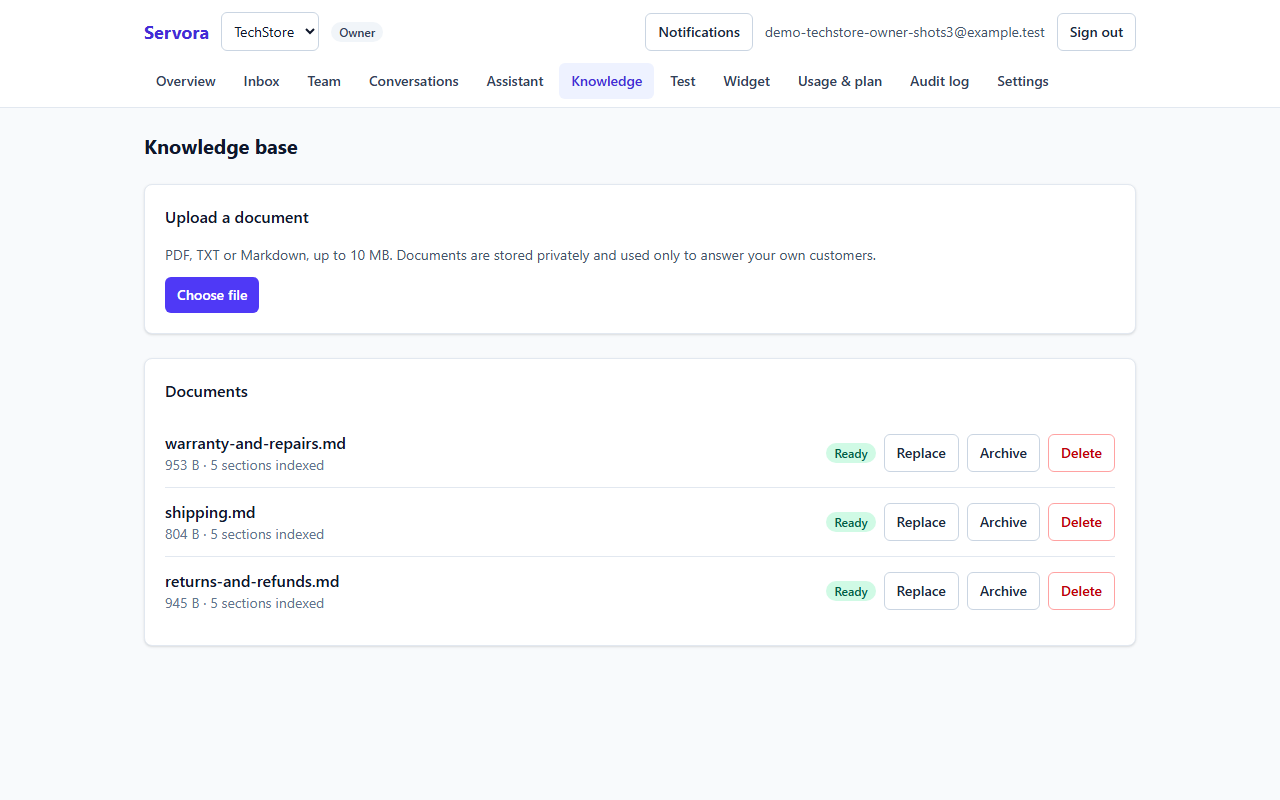 Servora TechStore Owner Notifications demo-techstore-owner-shots3@example.test Sign out
Overview Inbox Team Conversations Assistant Knowledge Test Widget Usage & plan Audit log Settings
Knowledge base
Upload a document
PDF, TXT or Markdown, up to 10 MB. Documents are stored privately and used only to answer your own customers.
Choose file
Documents
warranty-and-repairs.md
953 B · 5 sections indexed
Ready Replace Archive Delete
shipping.md
804 B · 5 sections indexed
Ready Replace Archive Delete
returns-and-refunds.md
945 B · 5 sections indexed
Ready Replace Archive Delete